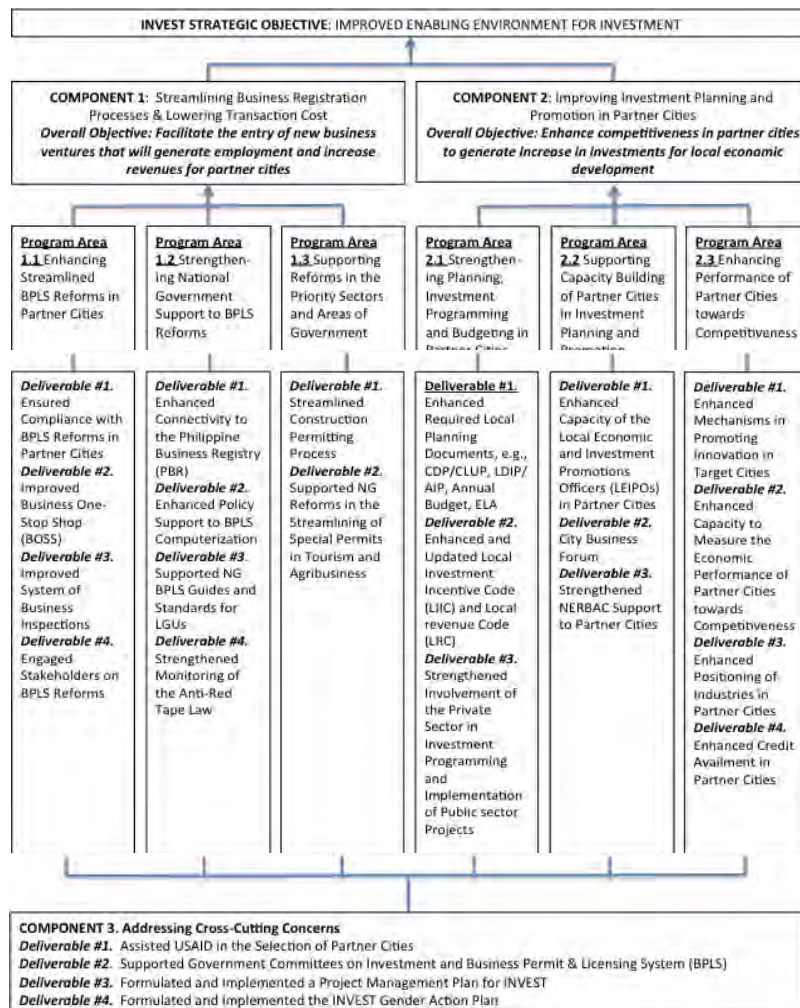 INVEST STRATEGIC OBJECTIVE: IMPROVED ENABLING ENVIRONMENT FOR INVESTMENT
COMPONENT 1: Streamlining Business Registration
Processes & Lowering Transaction Cost
Overall Objective: Facilitate the entry of new business
ventures that will generate employment and increase
revenues for partner cities
COMPONENT 2: Improving Investment Planning and
Promotion in Partner Cities
Overall Objective: Enhance competitiveness in partner cities
to generate increase in investments for local economic
development
Program Area
1.1 Enhancing
Streamlined
BPLS Reforms in
Partner Cities
Program Area
1.2 Strengthen-
ing National
Government
Support to BPLS
Reforms
Program Area
1.3 Supporting
Reforms in the
Priority Sectors
and Areas of
Government
Program Area
2.1 Strengthen-
ing Planning,
Investment
Programming
and Budgeting in
Partner Cities
Program Area
2.2 Supporting
Capacity Building
of Partner Cities
in Investment
Planning and
Promotion
Program Area
2.3 Enhancing
Performance of
Partner Cities
towards
Competitiveness
Deliverable #1.
Ensured
Compliance with
BPLS Reforms in
Partner Cities
Deliverable #2.
Improved
Business One-
Stop Shop
(BOSS)
Deliverable #3.
Improved
System of
Business
Inspections
Deliverable #4.
Engaged
Stakeholders on
BPLS Reforms
Deliverable #1.
Enhanced
Connectivity to
the Philippine
Business Registry
(PBR)
Deliverable #2.
Enhanced Policy
Support to BPLS
Computerization
Deliverable #3.
Supported NG
BPLS Guides and
Standards for
LGUs
Deliverable #4.
Strengthened
Monitoring of
the Anti-Red
Tape Law
Deliverable #1.
Streamlined
Construction
Permitting
Process
Deliverable #2.
Supported NG
Reforms in the
Streamlining of
Special Permits
in Tourism and
Agribusiness
Deliverable #1.
Enhanced
Required Local
Planning
Documents, e.g.,
CDP/CLUP, LDIP/
AIP, Annual
Budget, ELA
Deliverable #2.
Enhanced and
Updated Local
Investment
Incentive Code
(LIIC) and Local
revenue Code
(LRC)
Deliverable #3.
Strengthened
Involvement of
the Private
Sector in
Investment
Programming
and
Implementation
of Public sector
Projects
Deliverable #1.
Enhanced
Capacity of the
Local Economic
and Investment
Promotions
Officers (LEIPOs)
in Partner Cities
Deliverable #2.
City Business
Forum
Deliverable #3.
Strengthened
NERBAC Support
to Partner Cities
Deliverable #1.
Enhanced
Mechanisms in
Promoting
Innovation in
Target Cities
Deliverable #2.
Enhanced
Capacity to
Measure the
Economic
Performance of
Partner Cities
towards
Competitiveness
Deliverable #3.
Enhanced
Positioning of
Industries in
Partner Cities
Deliverable #4.
Enhanced Credit
Availment in
Partner Cities
COMPONENT 3. Addressing Cross-Cutting Concerns
Deliverable #1. Assisted USAID in the Selection of Partner Cities
Deliverable #2. Supported Government Committees on Investment and Business Permit & Licensing System (BPLS)
Deliverable #3. Formulated and Implemented a Project Management Plan for INVEST
Deliverable #4. Formulated and Implemented the INVEST Gender Action Plan